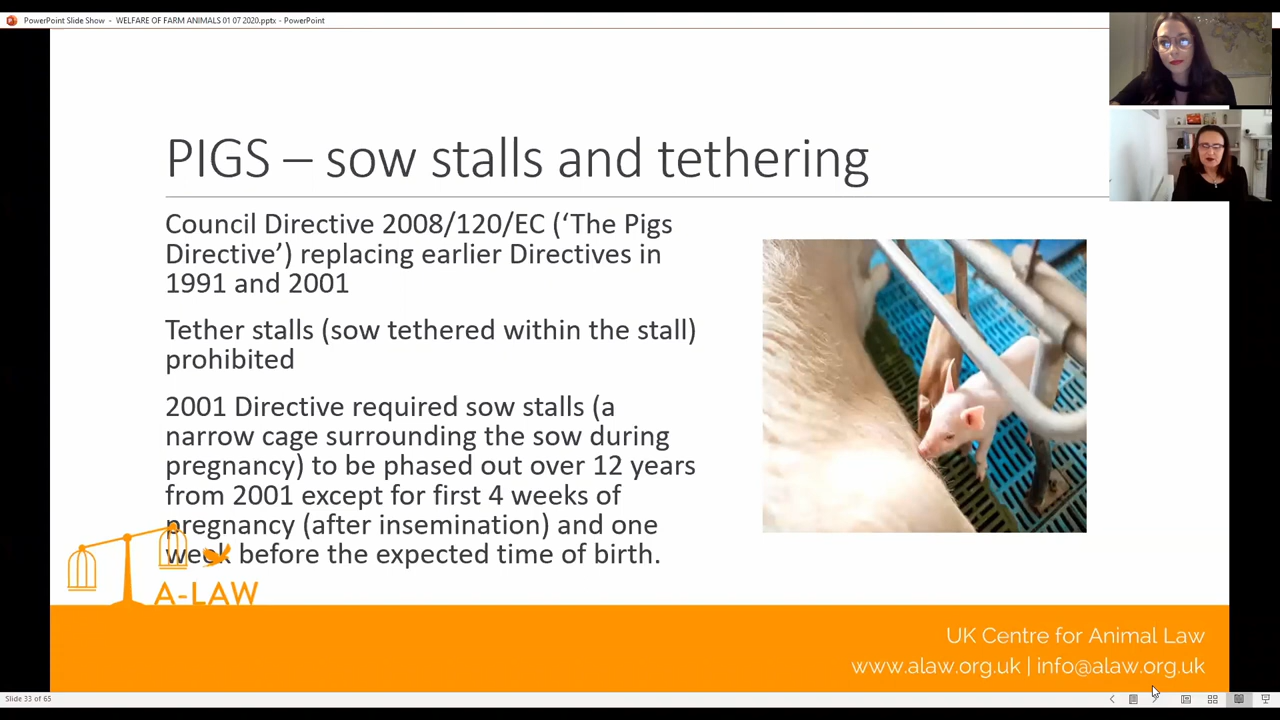 PowerPoint Slide Show - WELFARE OF FARM ANIMALS 01 07 2020.pptx - PowerPoint
PIGS – sow stalls and tethering
Council Directive 2008/120/EC (‘The Pigs
Directive’) replacing earlier Directives in
1991 and 2001
Tether stalls (sow tethered within the stall)
prohibited
2001 Directive required sow stalls (a
narrow cage surrounding the sow during
pregnancy) to be phased out over 12 years
from 2001 except for first 4 weeks of
pregnancy (after insemination) and one
week before the expected time of birth.
A-LAW
UK Centre for Animal Law
www.alaw.org.uk | info@alaw.org.uk
Slide 33 of 65